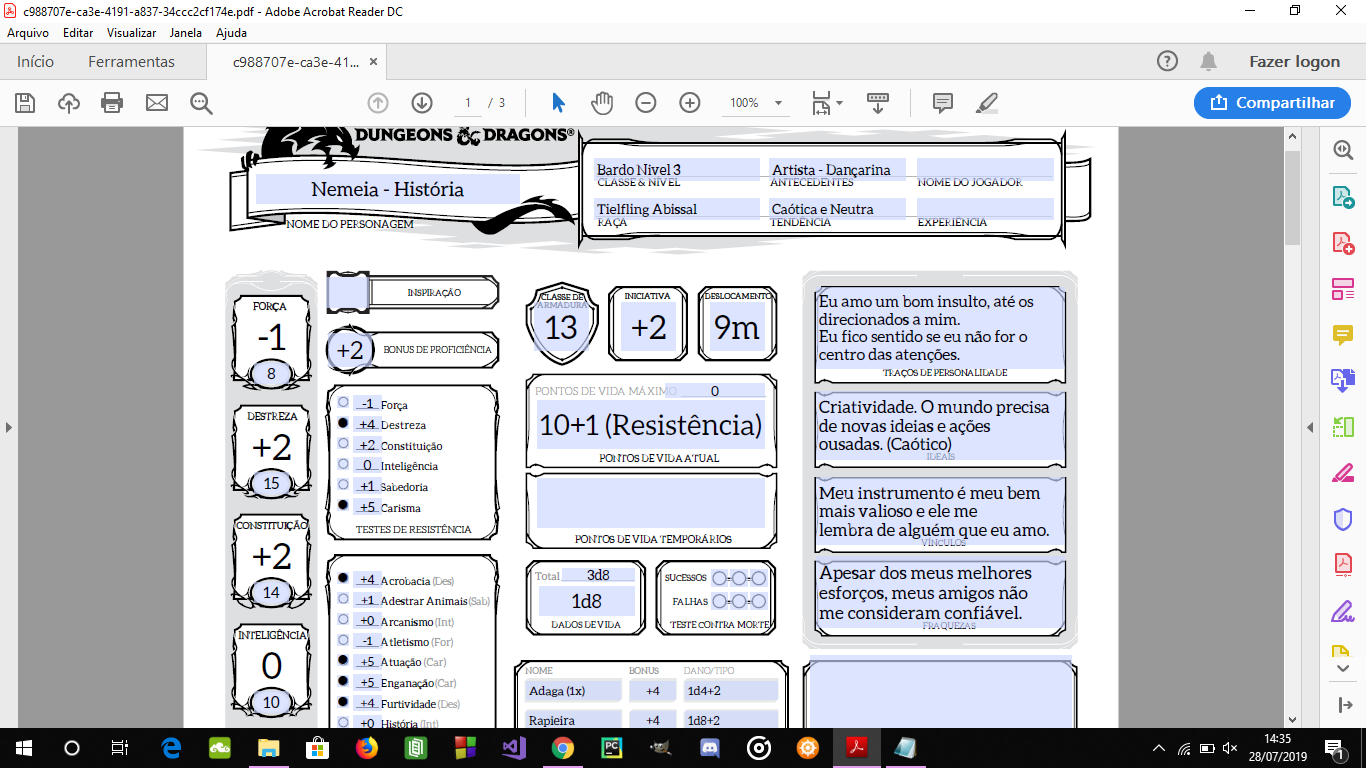 c988707e-ca3e-4191-a837-34ccc2cf174e.pdf - Adobe Acrobat Reader DC
Arquivo Editar Visualizar Janela Ajuda
Início Ferramentas c988707e-ca3e-41... × Fazer logon
1 / 3 100% Compartilhar
DUNGEONS & DRAGONS®
Nemeia - História
NOME DO PERSONAGEM
Bardo Nivel 3 Artista - Dançarina
CLASSE & NÍVEL ANTECEDENTES NOME DO JOGADOR
Tielfling Abissal Caótica e Neutra
RAÇA TENDÊNCIA EXPERIÊNCIA
FORÇA
-1
8
DESTREZA
+2
15
CONSTITUIÇÃO
+2
14
INTELIGÊNCIA
0
10
INSPIRAÇÃO
+2 BONUS DE PROFICIÊNCIA
-1 Força
+4 Destreza
+2 Constituição
0 Inteligência
+1 Sabedoria
+5 Carisma
TESTES DE RESISTÊNCIA
+4 Acrobacia (Des)
+1 Adestrar Animais (Sab)
+0 Arcanismo (Int)
-1 Atletismo (For)
+5 Atuação (Car)
+5 Enganação (Car)
+4 Furtividade (Des)
+0 História (Int)
CLASSE DE
ARMADURA
13
INICIATIVA
+2
DESLOCAMENTO
9m
PONTOS DE VIDA MÁXIMO 0
10+1 (Resistência)
PONTOS DE VIDA ATUAL
PONTOS DE VIDA TEMPORÁRIOS
Total 3d8
1d8
DADOS DE VIDA
SUCESSOS
FALHAS
TESTE CONTRA MORTE
NOME BONUS DANO/TIPO
Adaga (1x) +4 1d4+2
Rapieira +4 1d8+2
Eu amo um bom insulto, até os
direcionados a mim.
Eu fico sentido se eu não for o
centro das atenções.
TRAÇOS DE PERSONALIDADE
Criatividade. O mundo precisa
de novas ideias e ações
ousadas. (Caótico)
IDEAIS
Meu instrumento é meu bem
mais valioso e ele me
lembra de alguém que eu amo.
VÍNCULOS
Apesar dos meus melhores
esforços, meus amigos não
me consideram confiável.
FRAQUEZAS
14:35
28/07/2019
1